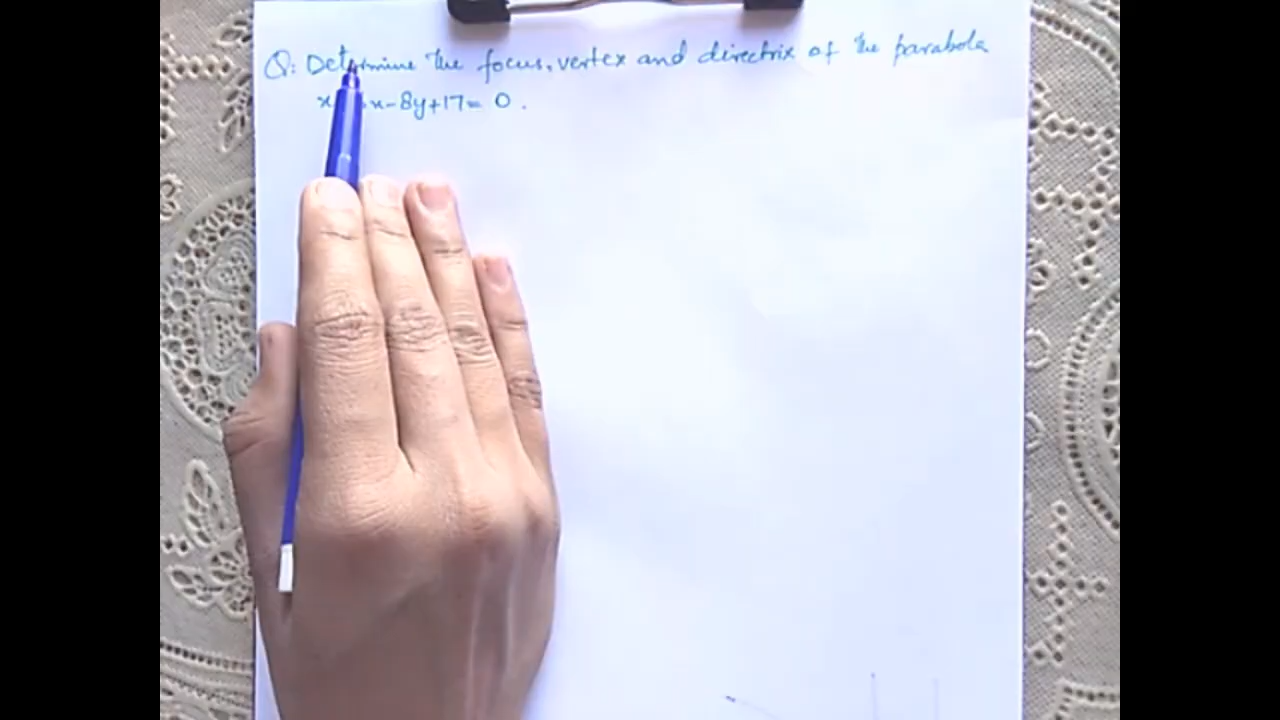 Q: Determine the focus, vertex and directrix of the parabola
x x-8y+17= 0.